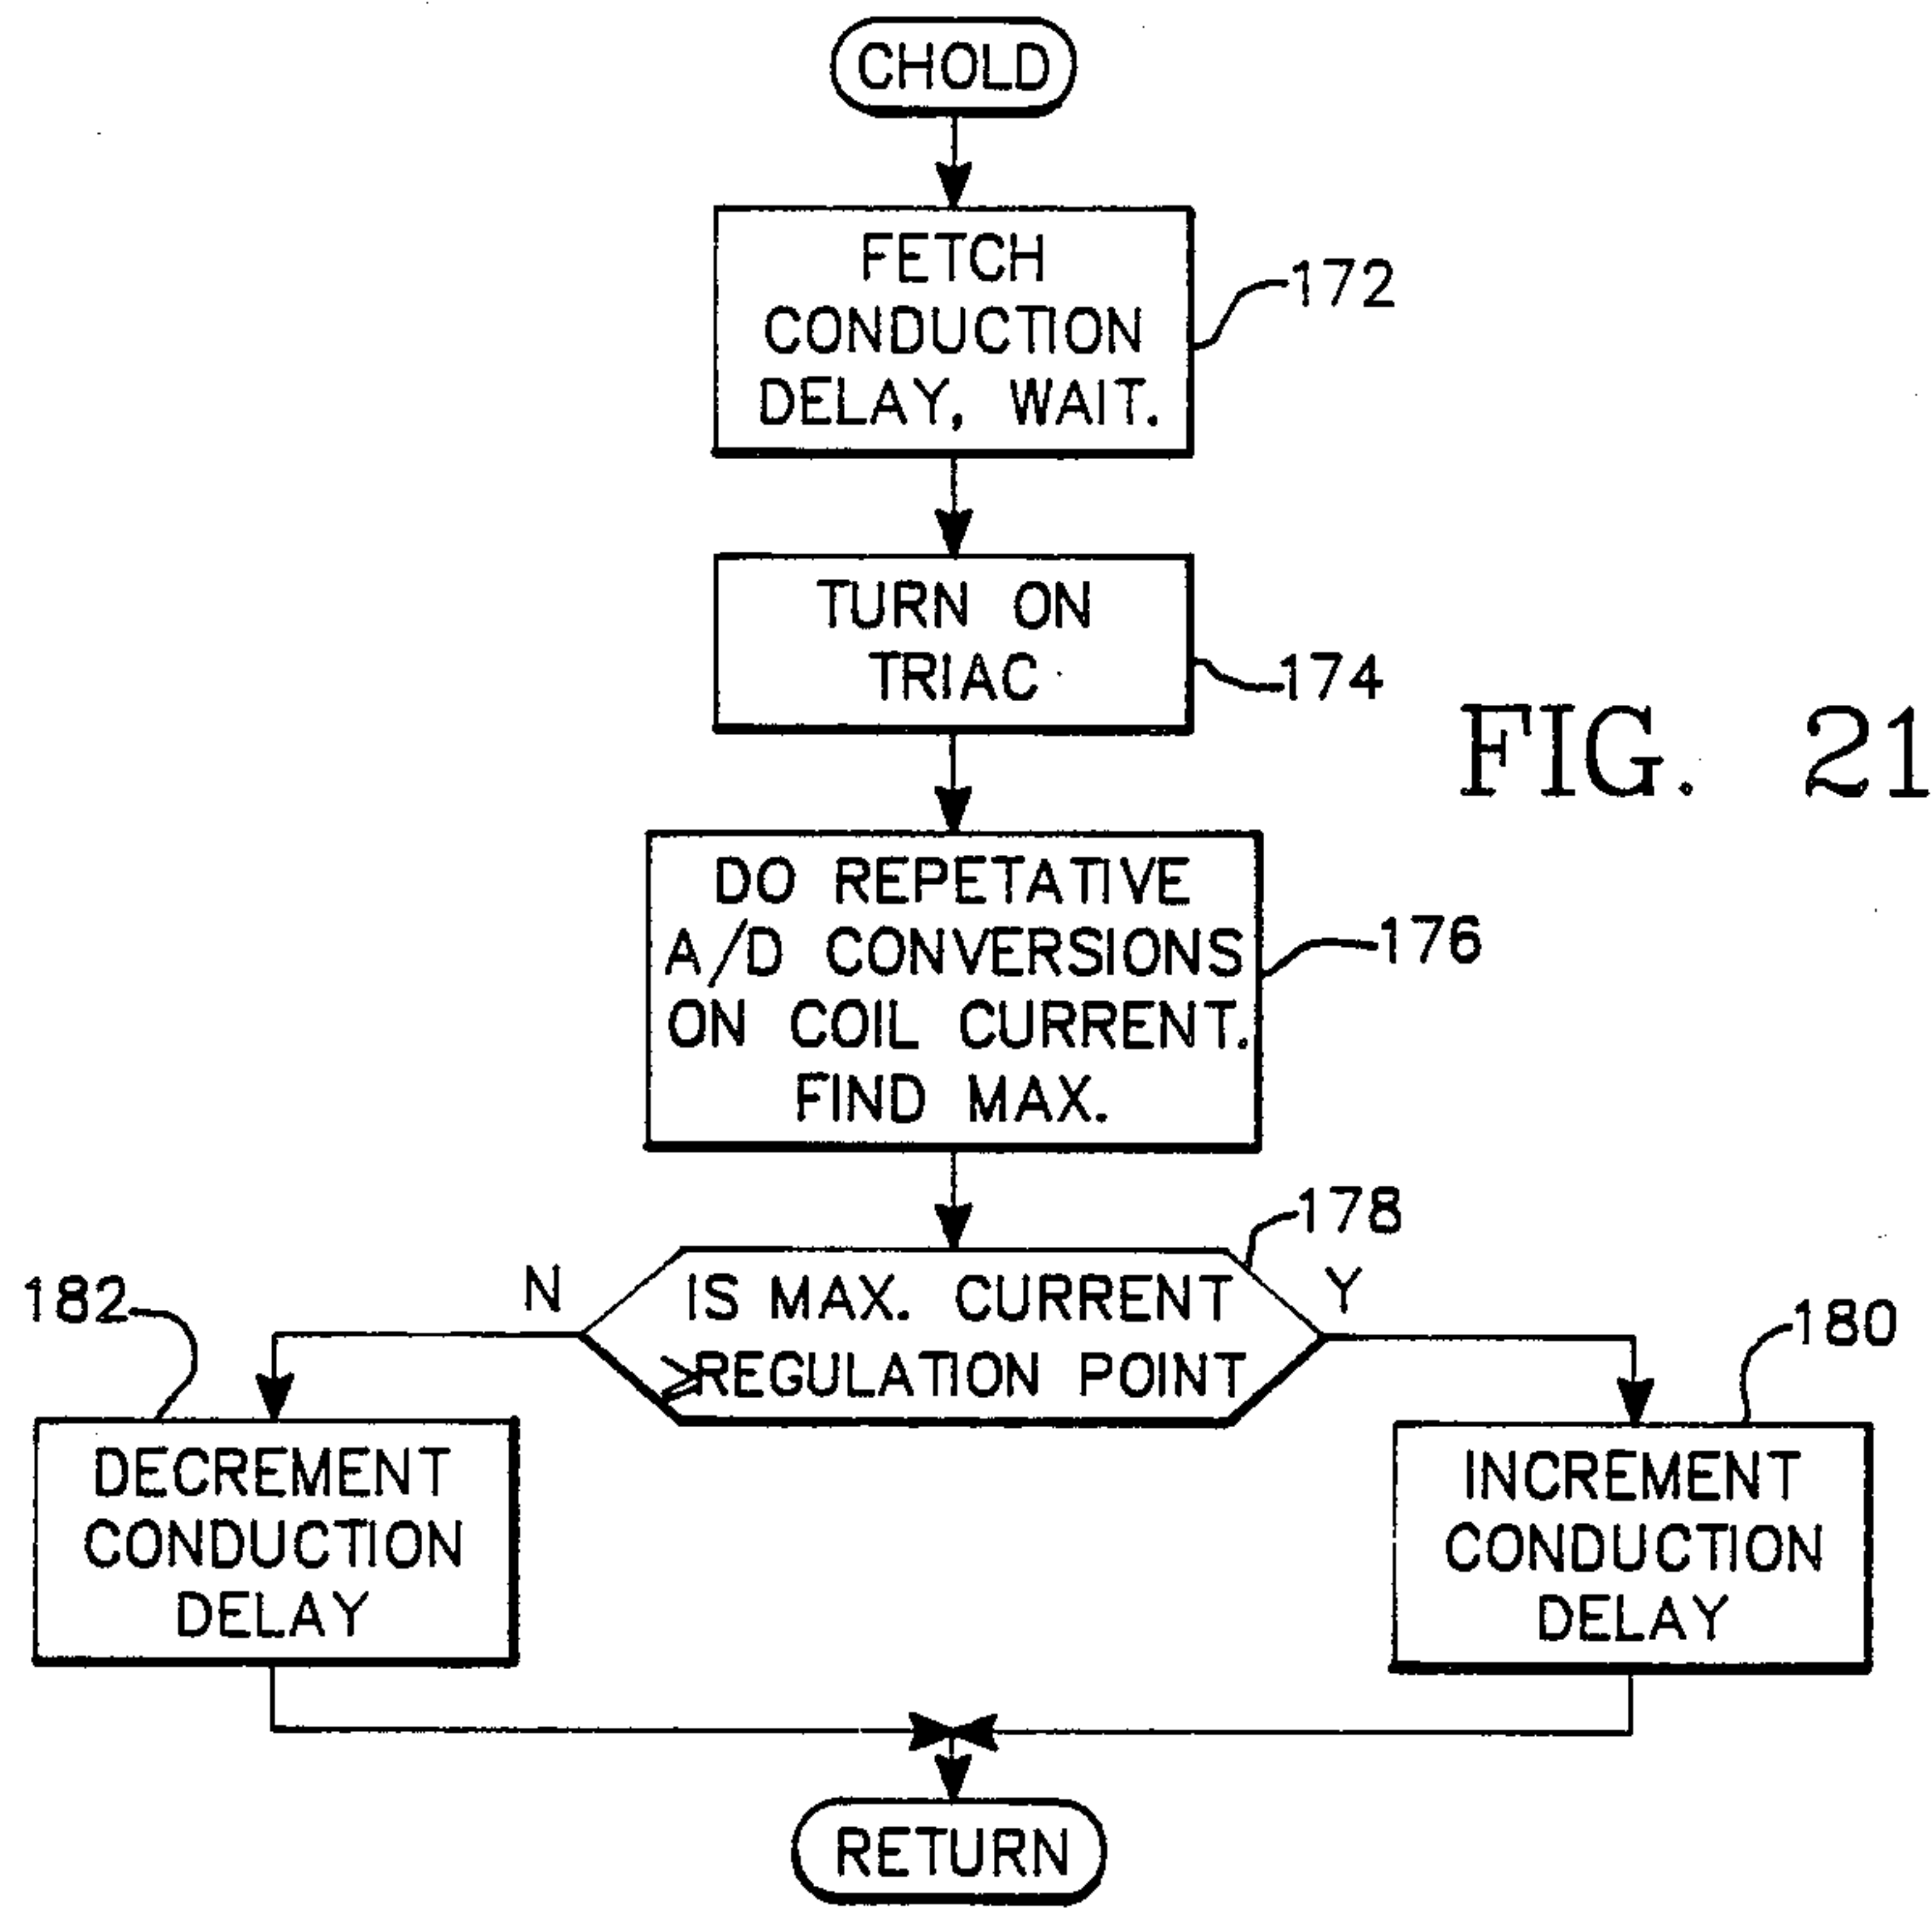 CHOLD
FETCH
CONDUCTION
DELAY, WAIT.
172
TURN ON
TRIAC
174
FIG. 21
DO REPETATIVE
A/D CONVERSIONS
ON COIL CURRENT.
FIND MAX.
176
178
N
IS MAX. CURRENT
≥REGULATION POINT
Y
182
DECREMENT
CONDUCTION
DELAY
180
INCREMENT
CONDUCTION
DELAY
RETURN